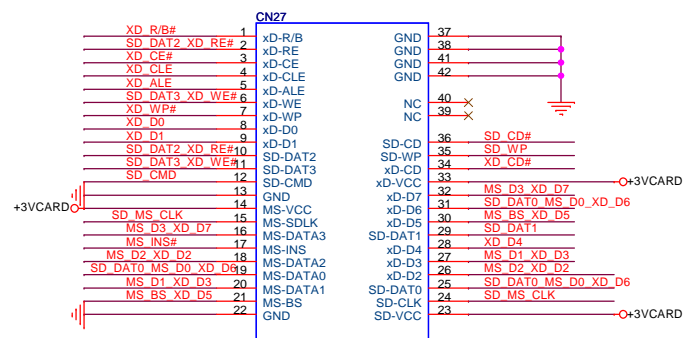 CN27
XD_R/B# 1 xD-R/B GND 37
SD_DAT2_XD_RE# 2 xD-RE GND 38
XD_CE# 3 xD-CE GND 41
XD_CLE 4 xD-CLE GND 42
XD_ALE 5 xD-ALE
SD_DAT3_XD_WE# 6 xD-WE NC 40
XD_WP# 7 xD-WP NC 39
XD_D0 8 xD-D0
XD_D1 9 xD-D1 SD-CD 36 SD_CD#
SD_DAT2_XD_RE# 10 SD-DAT2 SD-WP 35 SD_WP
SD_DAT3_XD_WE# 11 SD-DAT3 xD-CD 34 XD_CD#
SD_CMD 12 SD-CMD xD-VCC 33 +3VCARD
13 GND xD-D7 32 MS_D3_XD_D7
+3VCARD 14 MS-VCC xD-D6 31 SD_DAT0_MS_D0_XD_D6
SD_MS_CLK 15 MS-SDLK xD-D5 30 MS_BS_XD_D5
MS_D3_XD_D7 16 MS-DATA3 SD-DAT1 29 SD_DAT1
MS_INS# 17 MS-INS xD-D4 28 XD_D4
MS_D2_XD_D2 18 MS-DATA2 xD-D3 27 MS_D1_XD_D3
SD_DAT0_MS_D0_XD_D6 19 MS-DATA0 xD-D2 26 MS_D2_XD_D2
MS_D1_XD_D3 20 MS-DATA1 SD-DAT0 25 SD_DAT0_MS_D0_XD_D6
MS_BS_XD_D5 21 MS-BS SD-CLK 24 SD_MS_CLK
22 GND SD-VCC 23 +3VCARD